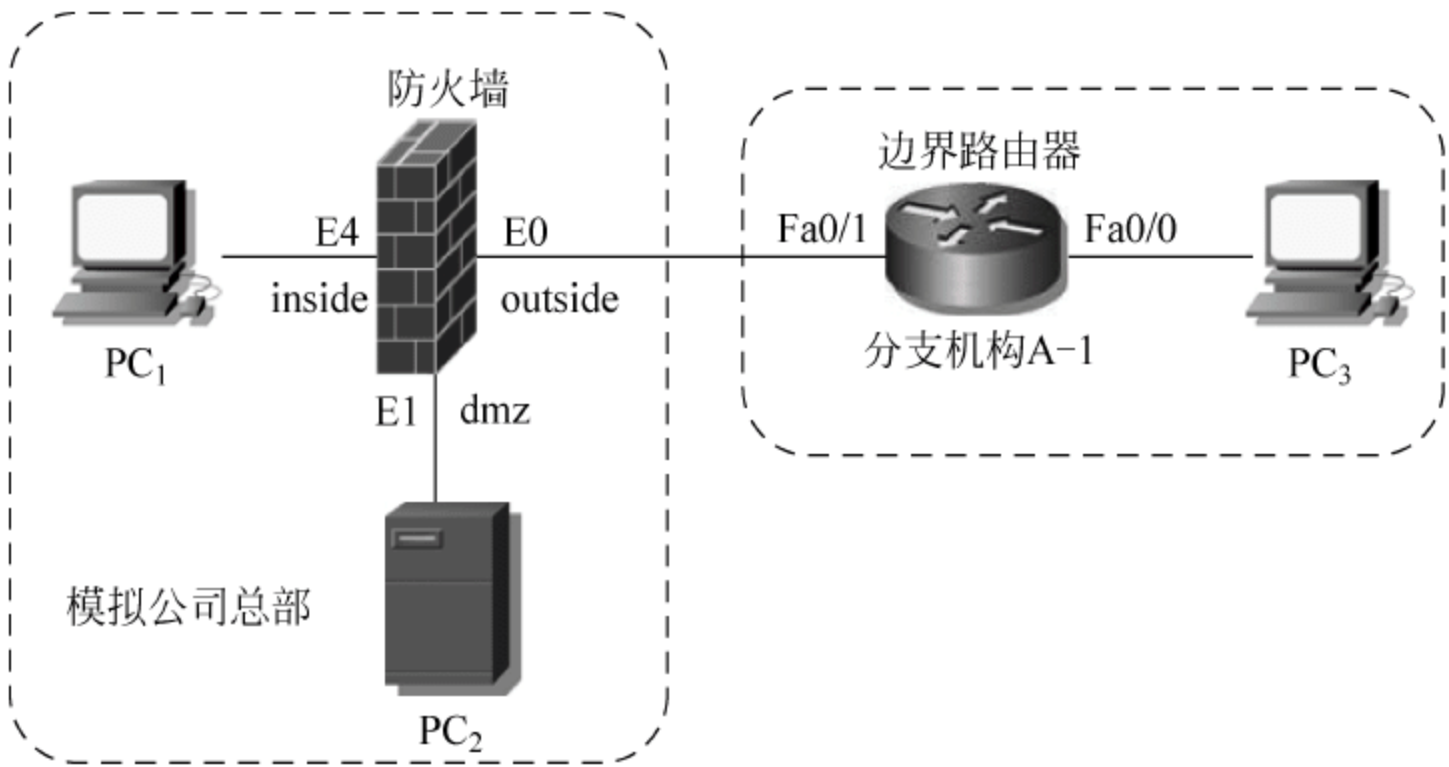 防火墙
边界路由器
E4
E0
Fa0/1
Fa0/0
inside
outside
分支机构A-1
PC1
PC3
E1
dmz
模拟公司总部
PC2